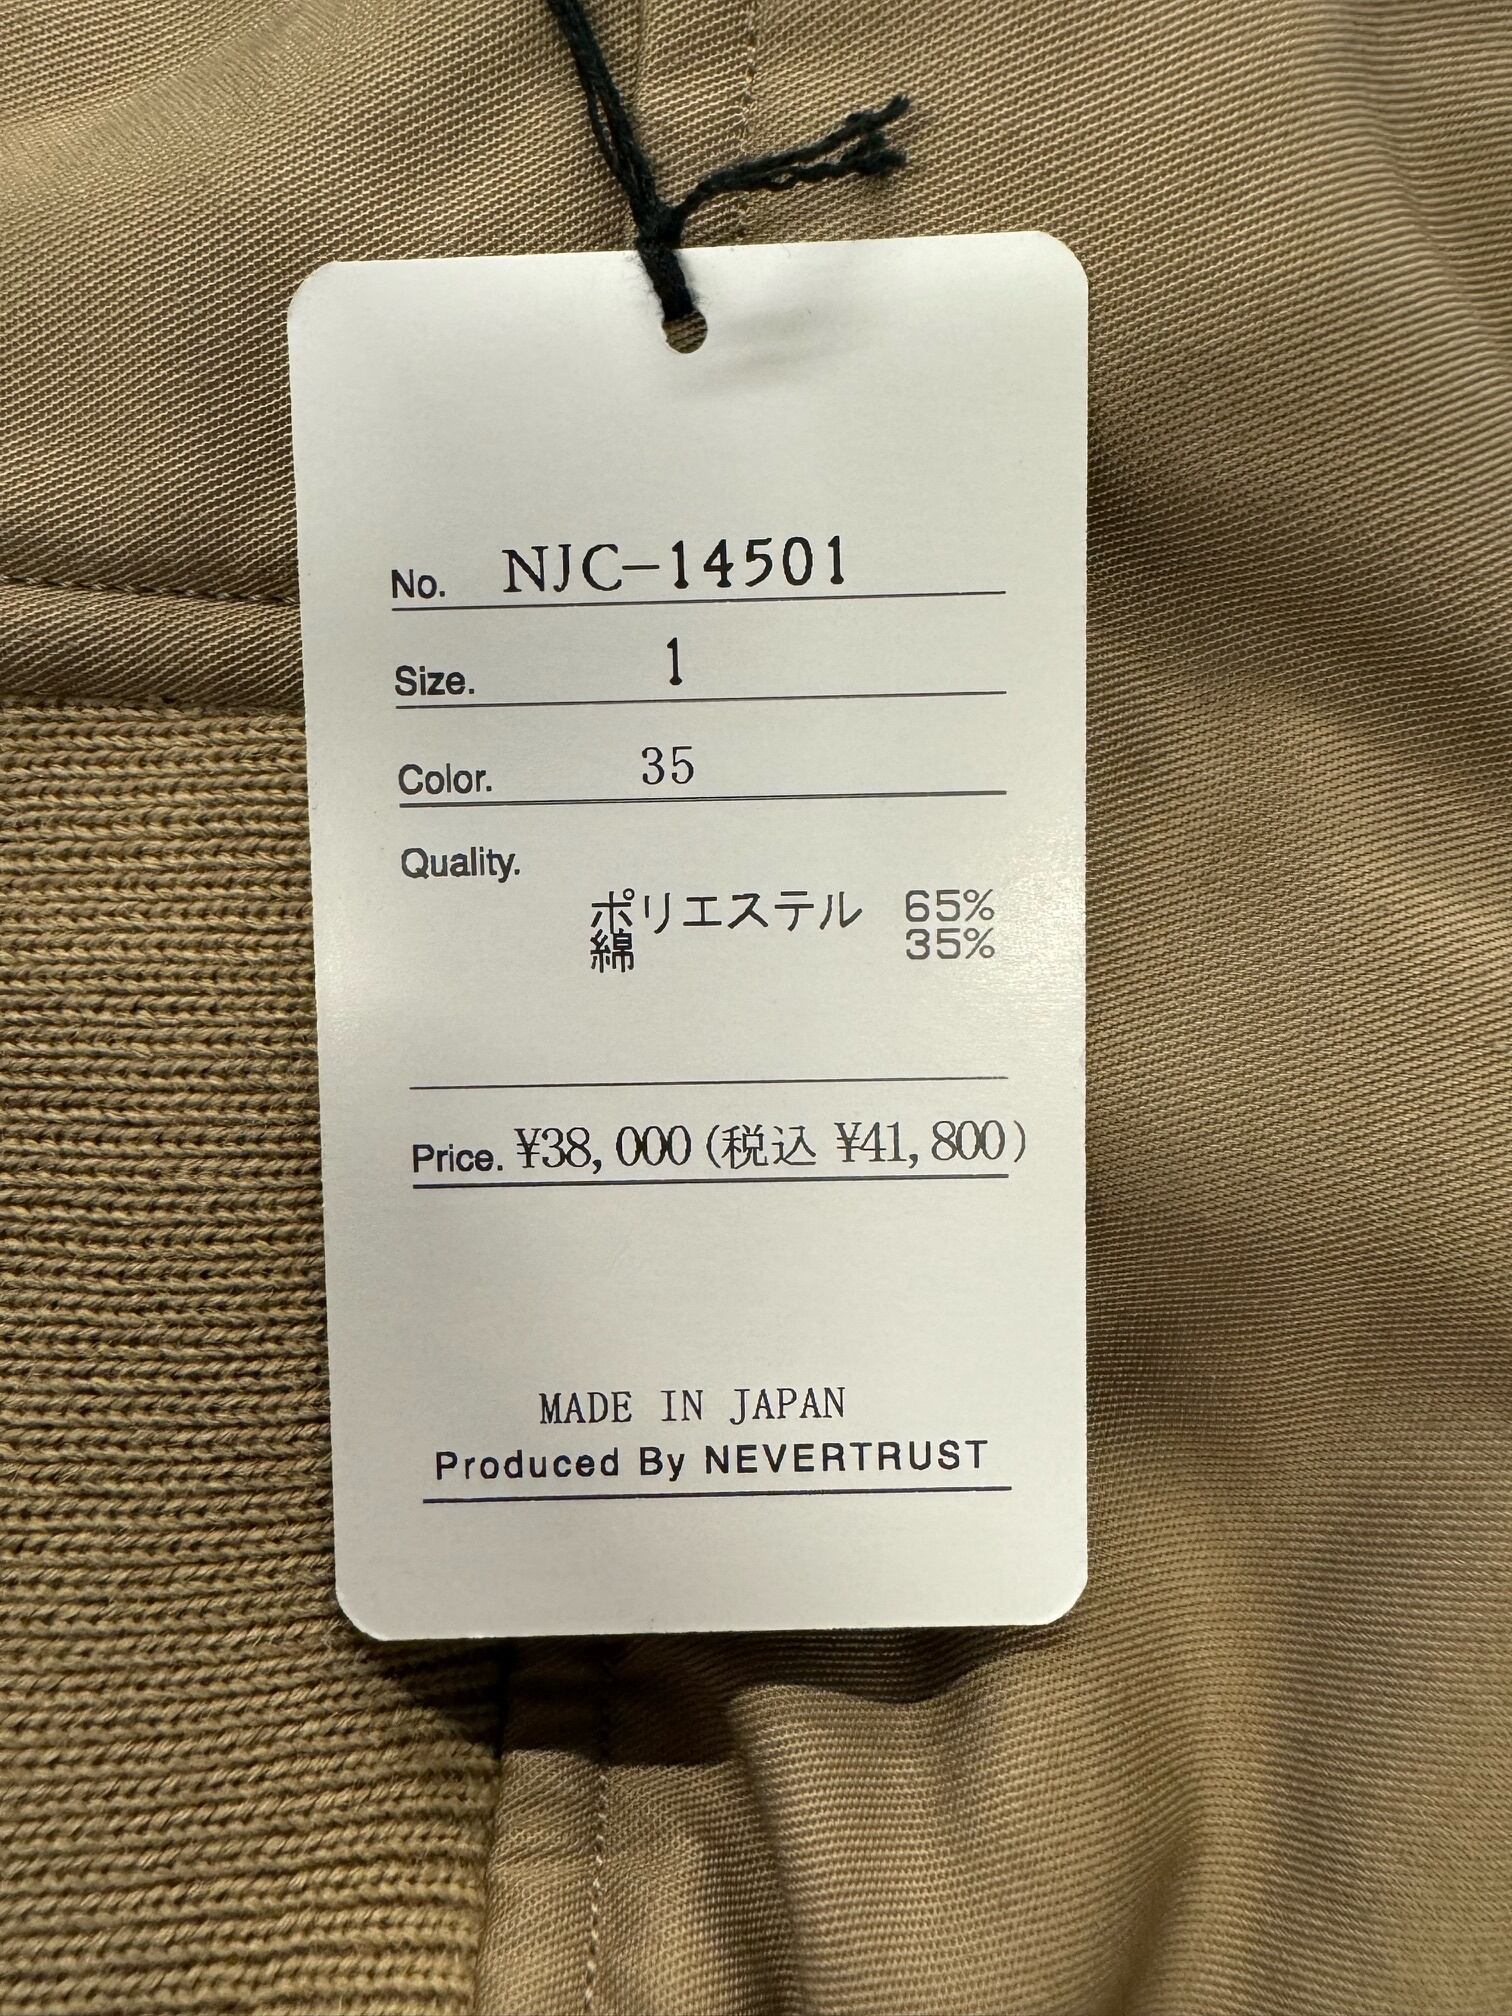 No. NJC-14501
Size. 1
Color. 35
Quality.
ポリエステル 65%
綿 35%
Price. ¥38,000(税込 ¥41,800)
MADE IN JAPAN
Produced By NEVERTRUST